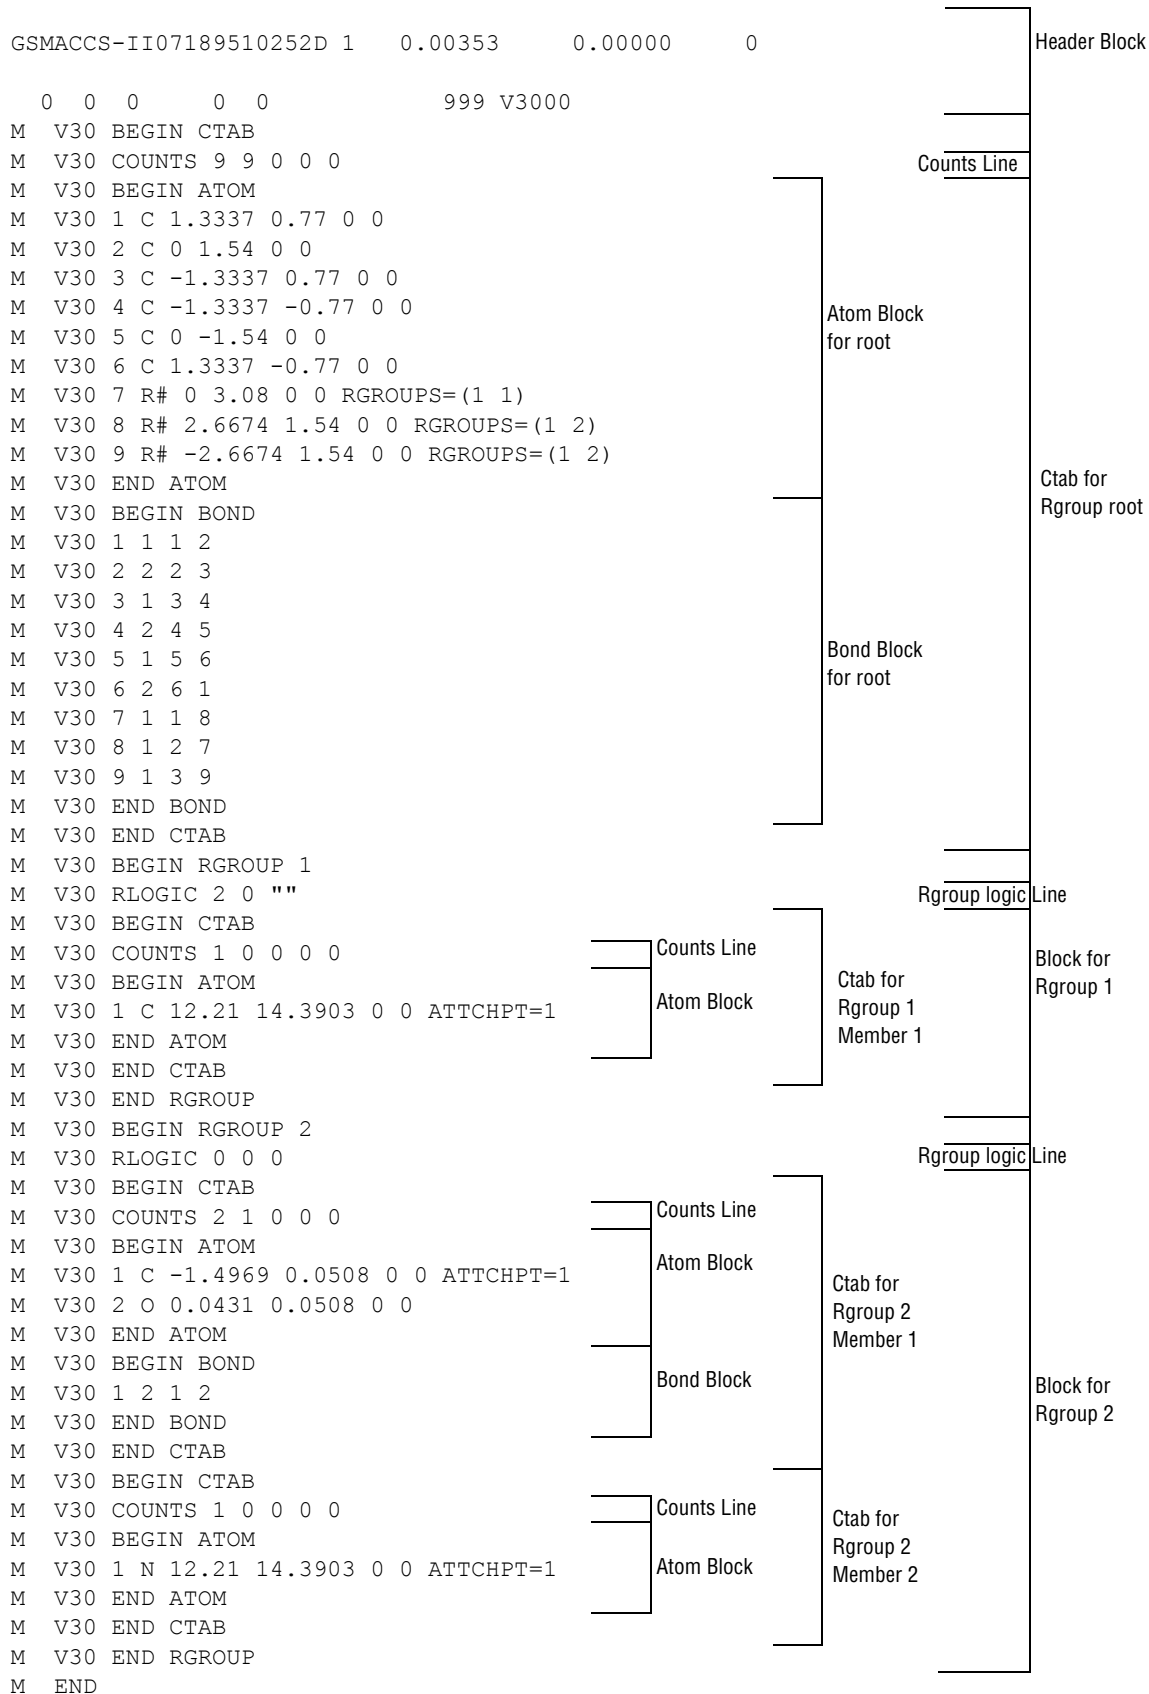 GSMACCS-II07189510252D 1   0.00353      0.00000     0
Header Block
  0  0  0     0  0            999 V3000
M  V30 BEGIN CTAB
M  V30 COUNTS 9 9 0 0 0
Counts Line
M  V30 BEGIN ATOM
M  V30 1 C 1.3337 0.77 0 0
M  V30 2 C 0 1.54 0 0
M  V30 3 C -1.3337 0.77 0 0
M  V30 4 C -1.3337 -0.77 0 0
M  V30 5 C 0 -1.54 0 0
M  V30 6 C 1.3337 -0.77 0 0
M  V30 7 R# 0 3.08 0 0 RGROUPS=(1 1)
M  V30 8 R# 2.6674 1.54 0 0 RGROUPS=(1 2)
M  V30 9 R# -2.6674 1.54 0 0 RGROUPS=(1 2)
M  V30 END ATOM
Atom Block
for root
M  V30 BEGIN BOND
M  V30 1 1 1 2
M  V30 2 2 2 3
M  V30 3 1 3 4
M  V30 4 2 4 5
M  V30 5 1 5 6
M  V30 6 2 6 1
M  V30 7 1 1 8
M  V30 8 1 2 7
M  V30 9 1 3 9
M  V30 END BOND
Bond Block
for root
M  V30 END CTAB
Ctab for
Rgroup root
M  V30 BEGIN RGROUP 1
M  V30 RLOGIC 2 0 ""
Rgroup logic Line
M  V30 BEGIN CTAB
M  V30 COUNTS 1 0 0 0 0
Counts Line
M  V30 BEGIN ATOM
M  V30 1 C 12.21 14.3903 0 0 ATTCHPT=1
M  V30 END ATOM
Atom Block
M  V30 END CTAB
Ctab for
Rgroup 1
Member 1
M  V30 END RGROUP
Block for
Rgroup 1
M  V30 BEGIN RGROUP 2
M  V30 RLOGIC 0 0 0
Rgroup logic Line
M  V30 BEGIN CTAB
M  V30 COUNTS 2 1 0 0 0
Counts Line
M  V30 BEGIN ATOM
M  V30 1 C -1.4969 0.0508 0 0 ATTCHPT=1
M  V30 2 O 0.0431 0.0508 0 0
M  V30 END ATOM
Atom Block
M  V30 BEGIN BOND
M  V30 1 2 1 2
M  V30 END BOND
Bond Block
M  V30 END CTAB
Ctab for
Rgroup 2
Member 1
M  V30 BEGIN CTAB
M  V30 COUNTS 1 0 0 0 0
Counts Line
M  V30 BEGIN ATOM
M  V30 1 N 12.21 14.3903 0 0 ATTCHPT=1
M  V30 END ATOM
Atom Block
M  V30 END CTAB
Ctab for
Rgroup 2
Member 2
M  V30 END RGROUP
Block for
Rgroup 2
M  END